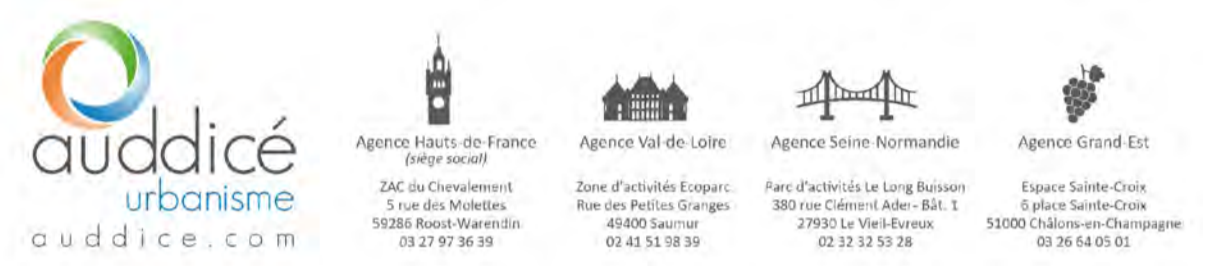 auddicé
urbanisme
auddice.com
Agence Hauts-de-France
(siège social)
ZAC du Chevalement
5 rue des Molettes
59286 Roost-Warendin
03 27 97 36 39
Agence Val-de-Loire
Zone d'activités Ecoparc
Rue des Petites Granges
49400 Saumur
02 41 51 98 39
Agence Seine-Normandie
Parc d'activités Le Long Buisson
380 rue Clément Ader - Bât. 1
27930 Le Vieil-Evreux
02 32 32 53 28
Agence Grand-Est
Espace Sainte-Croix
6 place Sainte-Croix
51000 Châlons-en-Champagne
03 26 64 05 01